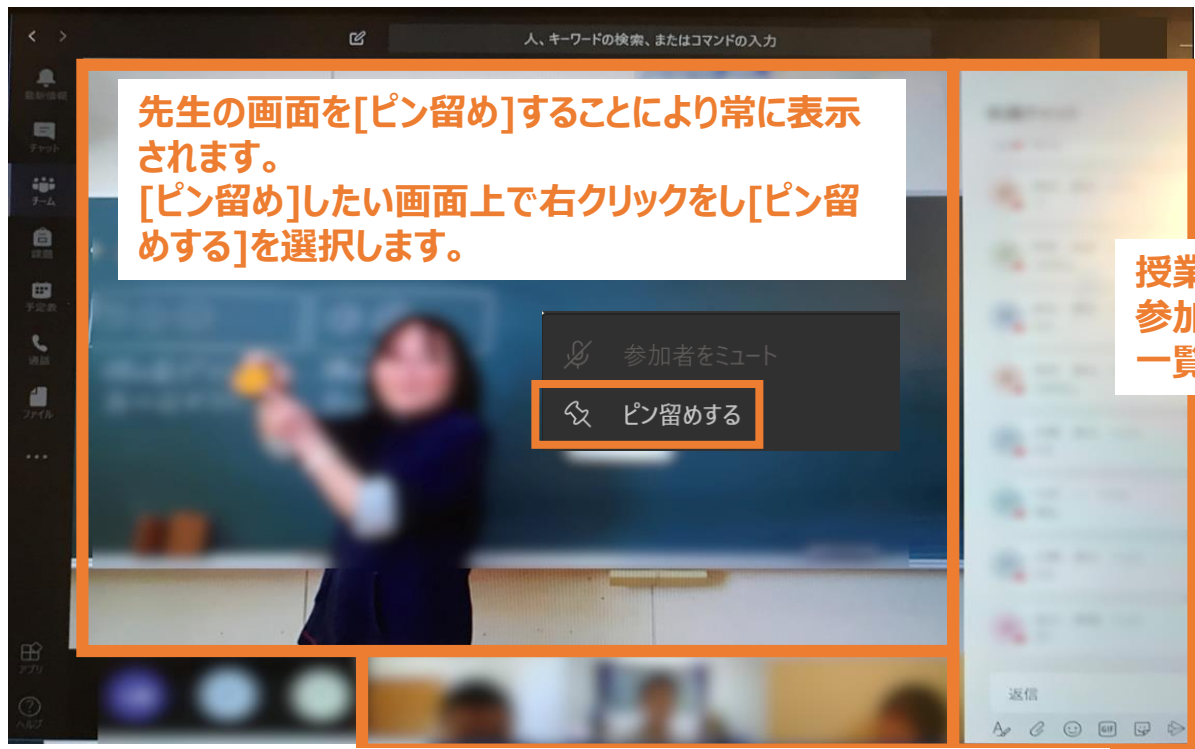 人、キーワードの検索、またはコマンドの入力
最新情報
チャット
チーム
課題
予定表
通話
ファイル
アプリ
ヘルプ
先生の画面を[ピン留め]することにより常に表示
されます。
[ピン留め]したい画面上で右クリックをし[ピン留
めする]を選択します。
参加者をミュート
ピン留めする
授業
参加
一覧
返信
GIF